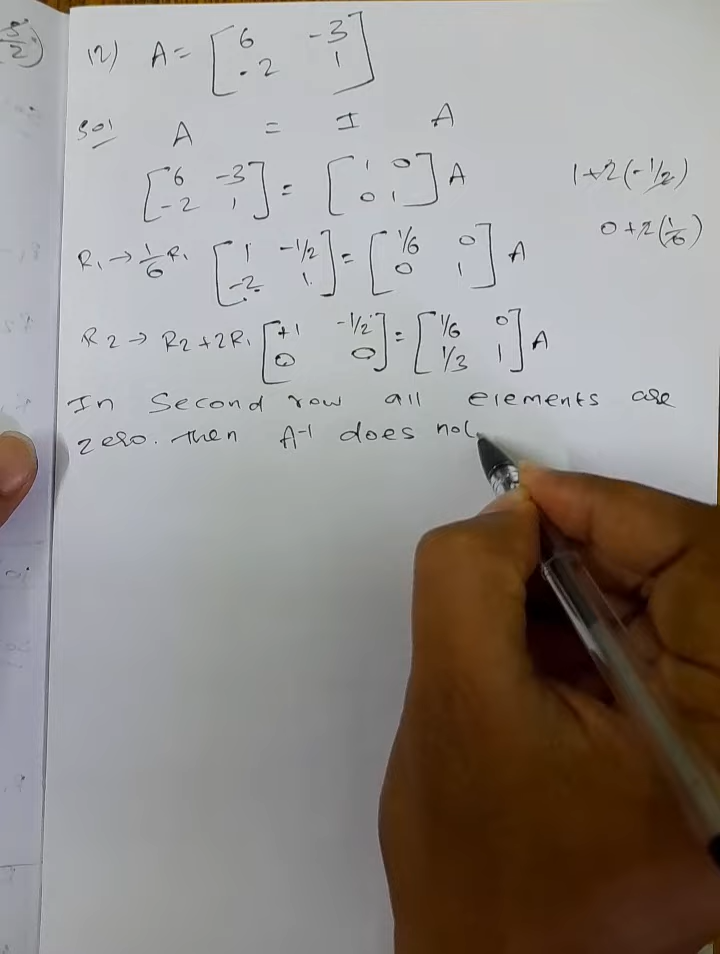 12) A = [6 -3
-2 1]
Sol A = I A
[6 -3
-2 1] = [1 0
0 1] A
1+2(-1/2)
0+2(1/6)
R1 → 1/6 R1 [1 -1/2
-2 1] = [1/6 0
0 1] A
R2 → R2+2R1 [+1 -1/2
0 0] = [1/6 0
1/3 1] A
In Second row all elements are
zero. Then A-1 does not